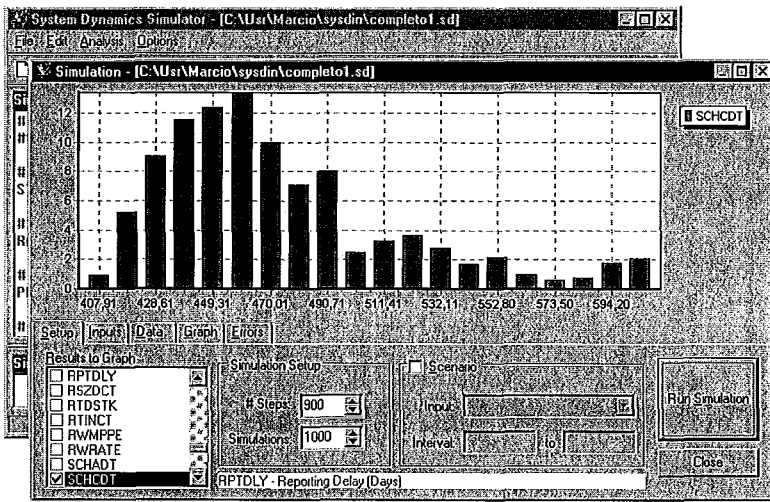 System Dynamics Simulator - [C:\Usr\Marcio\sysdin\completo1.sd]
File Edit Analysis Options
Simulation - [C:\Usr\Marcio\sysdin\completo1.sd]
12
10
8
6
4
2
0
407,91 428,61 449,31 470,01 490,71 511,41 532,11 552,80 573,50 594,20
SCHCDT
Si
#
#
#
S
#
R
#
Pl
#
Setup Inputs Data Graph Errors
Results to Graph
RPTDLY
RSZDCT
RTDSTK
RTINCT
RWMPPE
RWRATE
SCHADT
SCHCDT
Simulation Setup
# Steps: 900
Simulations: 1000
Scenario
Input:
Interval: to
Run Simulation
Close
RPTDLY - Reporting Delay (Days)